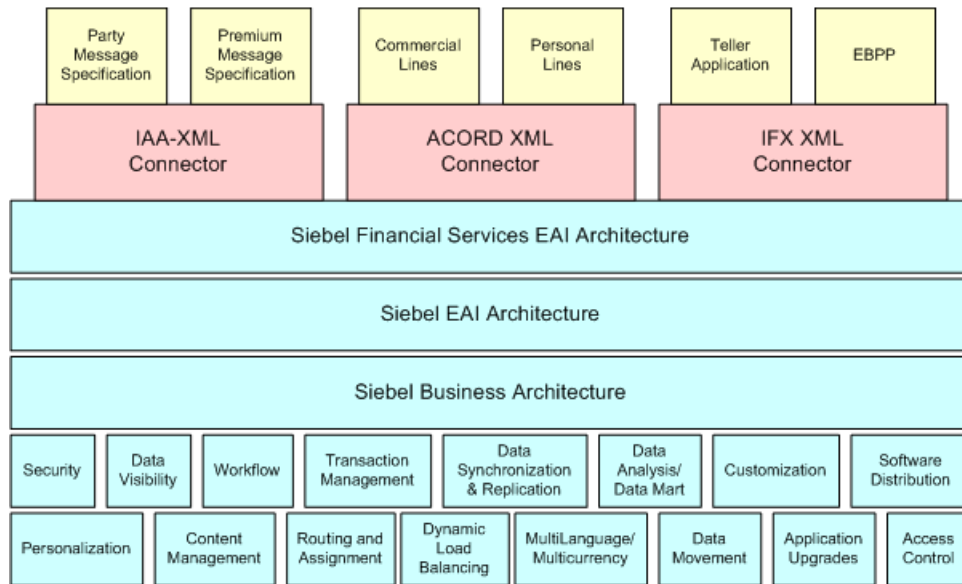 Party
Message
Specification
Premium
Message
Specification
Commercial
Lines
Personal
Lines
Teller
Application
EBPP
IAA-XML
Connector
ACORD XML
Connector
IFX XML
Connector
Siebel Financial Services EAI Architecture
Siebel EAI Architecture
Siebel Business Architecture
Security
Data
Visibility
Workflow
Transaction
Management
Data
Synchronization
& Replication
Data
Analysis/
Data Mart
Customization
Software
Distribution
Personalization
Content
Management
Routing and
Assignment
Dynamic
Load
Balancing
MultiLanguage/
Multicurrency
Data
Movement
Application
Upgrades
Access
Control